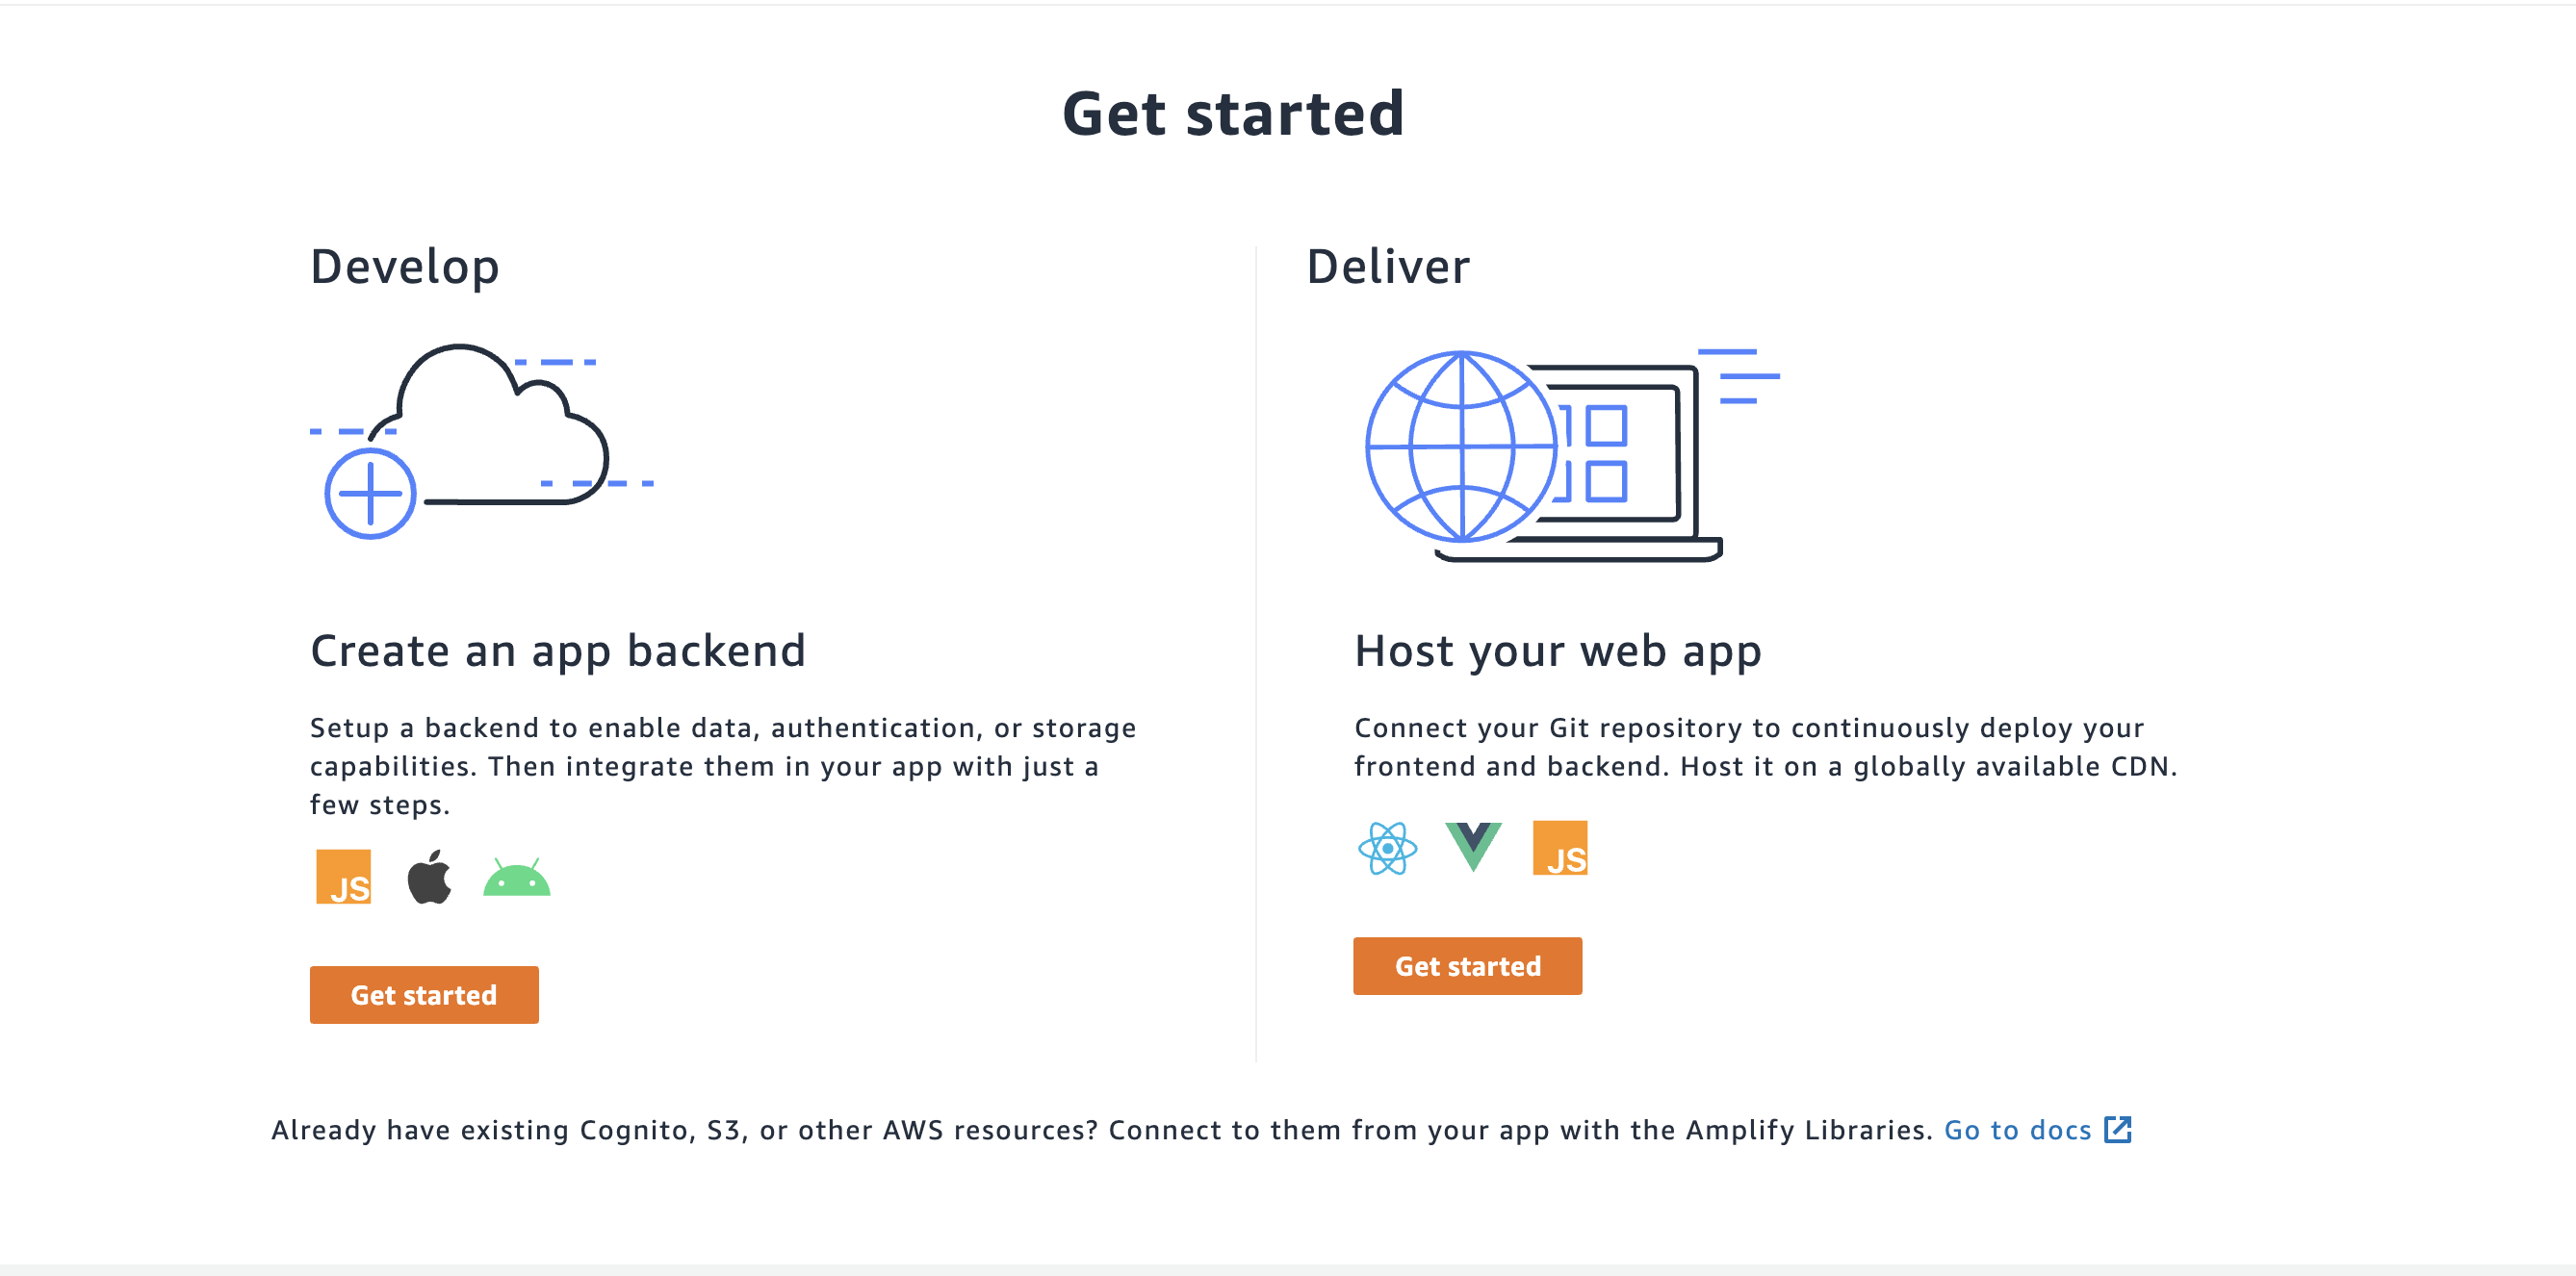 Get started
Develop
Create an app backend
Setup a backend to enable data, authentication, or storage
capabilities. Then integrate them in your app with just a
few steps.
JS
Get started
Deliver
Host your web app
Connect your Git repository to continuously deploy your
frontend and backend. Host it on a globally available CDN.
JS
Get started
Already have existing Cognito, S3, or other AWS resources? Connect to them from your app with the Amplify Libraries. Go to docs